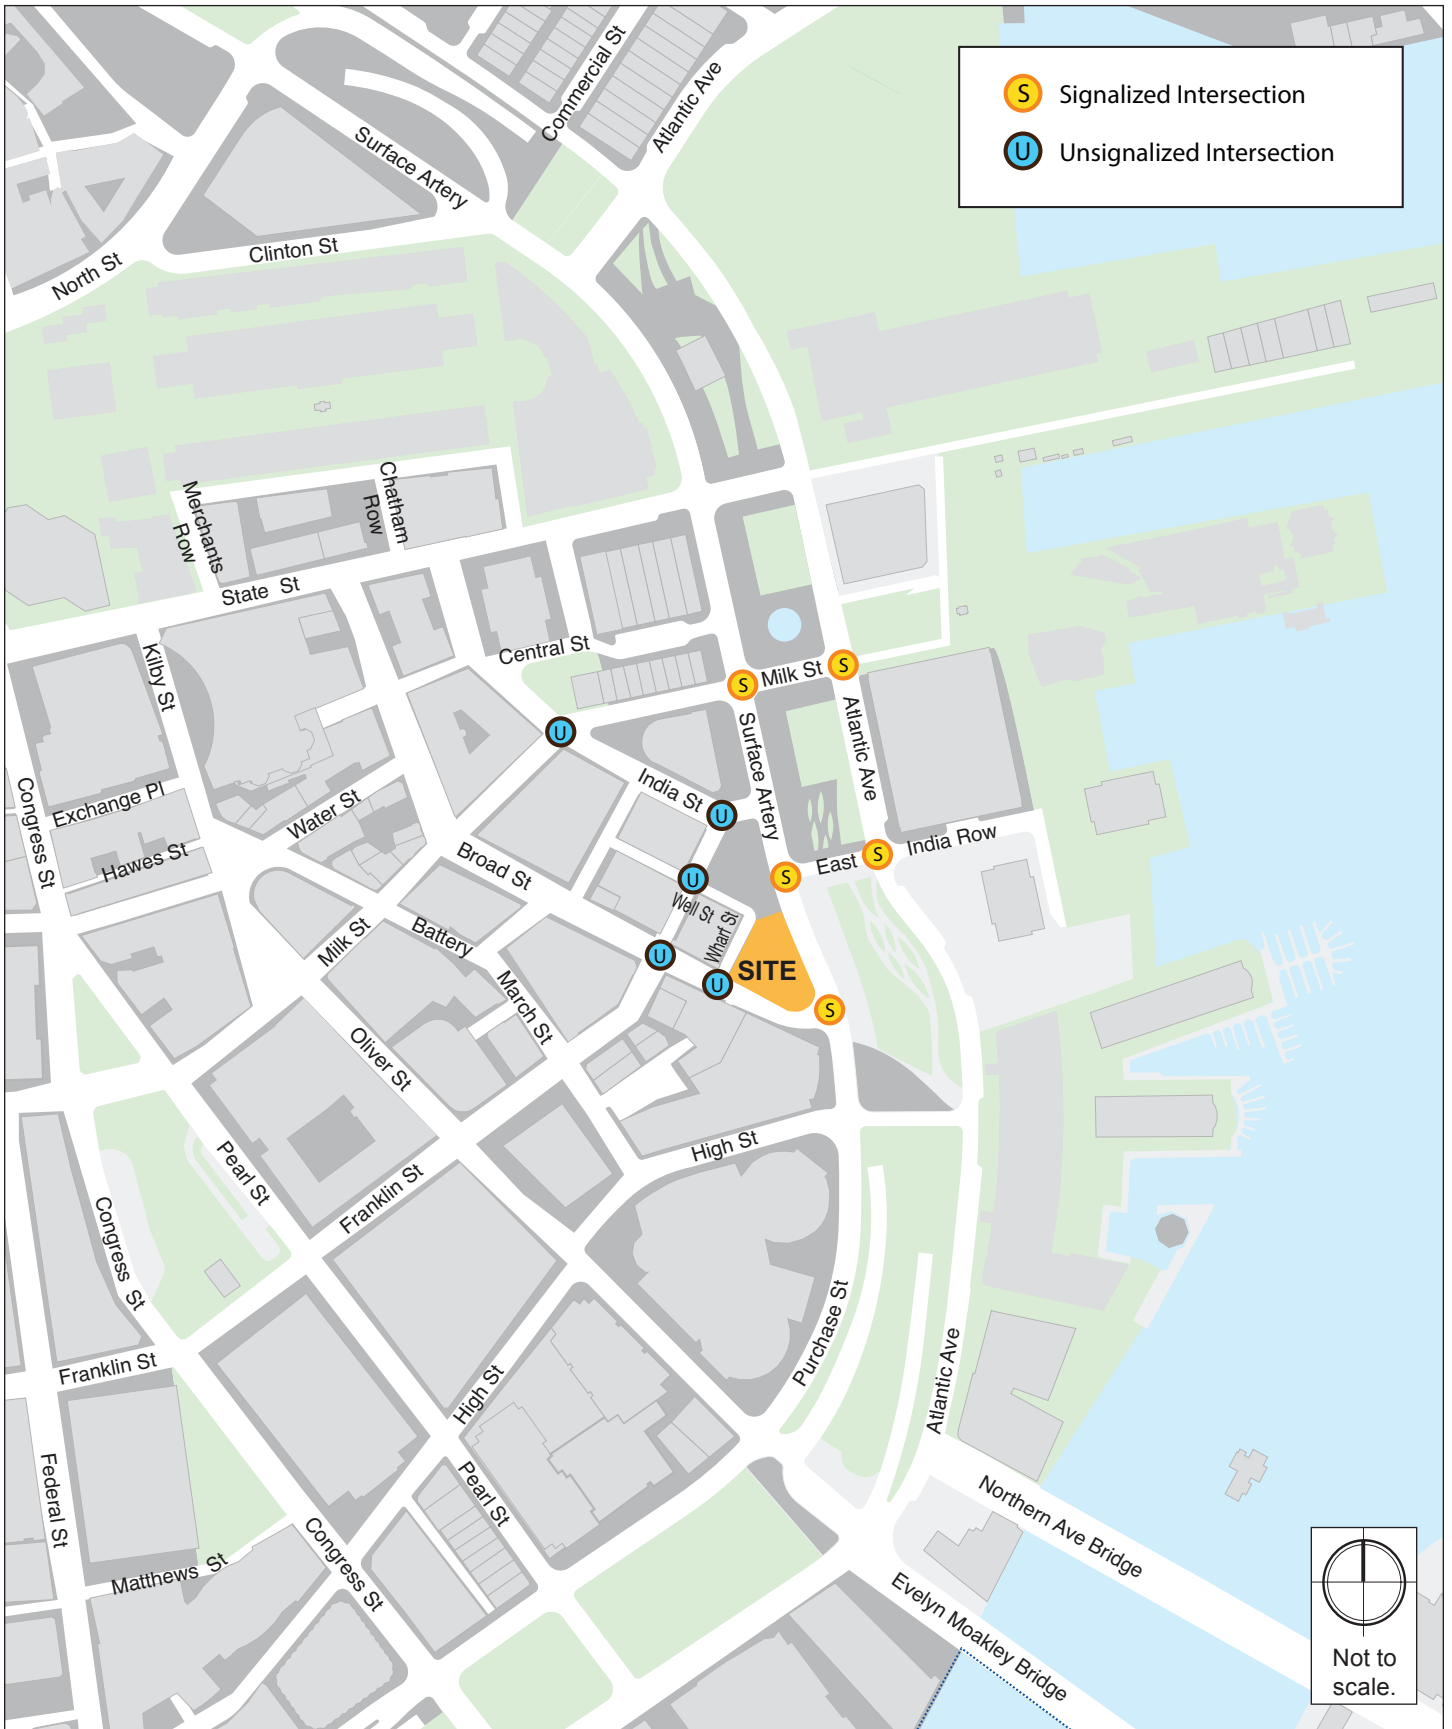 S Signalized Intersection
U Unsignalized Intersection
Commercial St
Atlantic Ave
Surface Artery
Clinton St
North St
Chatham
Row
Merchants
Row
State St
Central St
Kilby St
S
Milk St
S
U
Surface Artery
Atlantic Ave
India St
U
Exchange Pl
Congress St
Water St
Hawes St
Broad St
East
S
India Row
S
U
Well St
Wharf St
Battery
March St
Milk St
U
SITE
U
S
Oliver St
High St
Pearl St
Franklin St
Congress St
Purchase St
Atlantic Ave
Franklin St
High St
Federal St
Pearl St
Congress St
Matthews St
Northern Ave Bridge
Evelyn Moakley Bridge
Not to
scale.